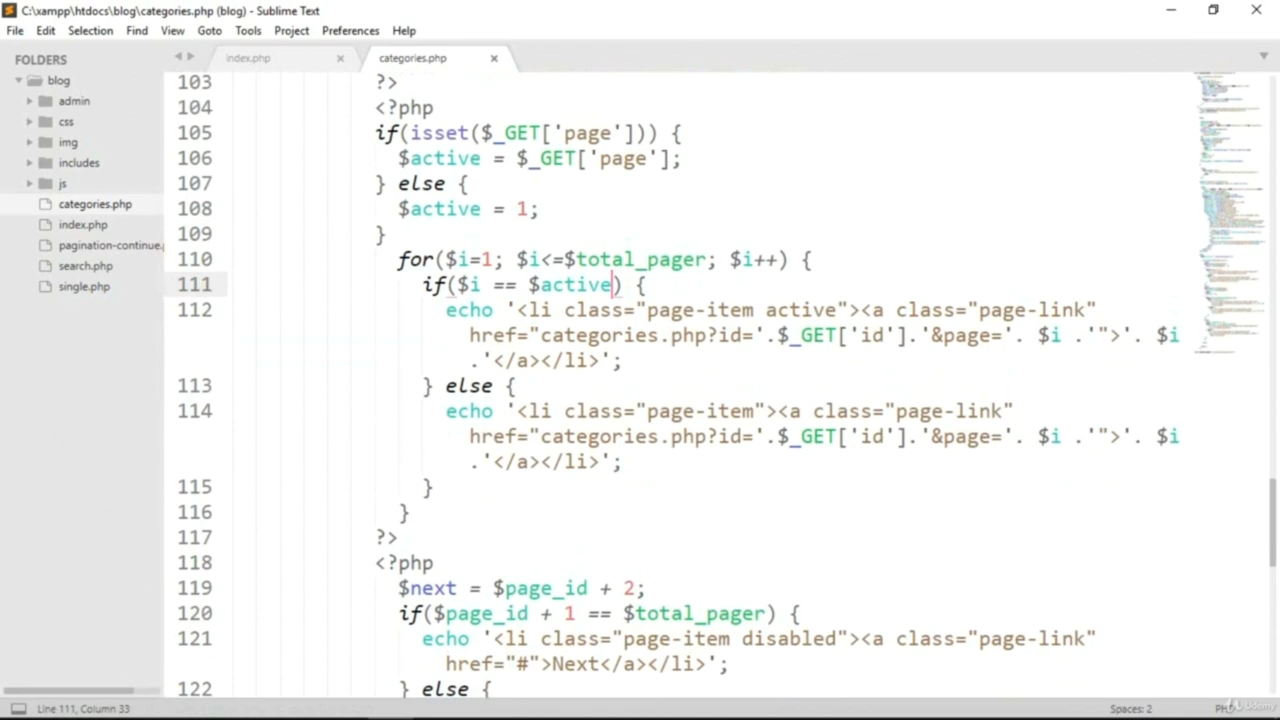 C:\xampp\htdocs\blog\categories.php (blog) - Sublime Text
File Edit Selection Find View Goto Tools Project Preferences Help
FOLDERS
blog
admin
css
img
includes
js
categories.php
index.php
pagination-continue.
search.php
single.php
index.php categories.php
103 ?>
104 <?php
105 if(isset($_GET['page'])) {
106 $active = $_GET['page'];
107 } else {
108 $active = 1;
109 }
110 for($i=1; $i<=$total_pager; $i++) {
111 if($i == $active) {
112 echo '<li class="page-item active"><a class="page-link"
href="categories.php?id='.$_GET['id'].'&page='. $i .'">'. $i
.'</a></li>';
113 } else {
114 echo '<li class="page-item"><a class="page-link"
href="categories.php?id='.$_GET['id'].'&page='. $i .'">'. $i
.'</a></li>';
115 }
116 }
117 ?>
118 <?php
119 $next = $page_id + 2;
120 if($page_id + 1 == $total_pager) {
121 echo '<li class="page-item disabled"><a class="page-link"
href="#">Next</a></li>';
122 } else {
Line 111, Column 33
Spaces: 2
PHP
Udemy